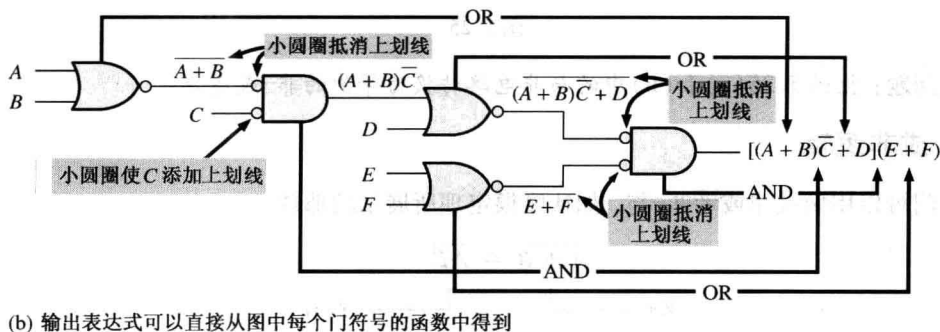 OR
A
B
A + B
小圆圈抵消上划线
C
小圆圈使C添加上划线
(A + B)C̅
D
E
F
OR
(A + B)C̅ + D
小圆圈抵消
上划线
E + F
小圆圈抵消
上划线
[(A + B)C̅ + D](E + F)
AND
AND
OR
(b) 输出表达式可以直接从图中每个门符号的函数中得到